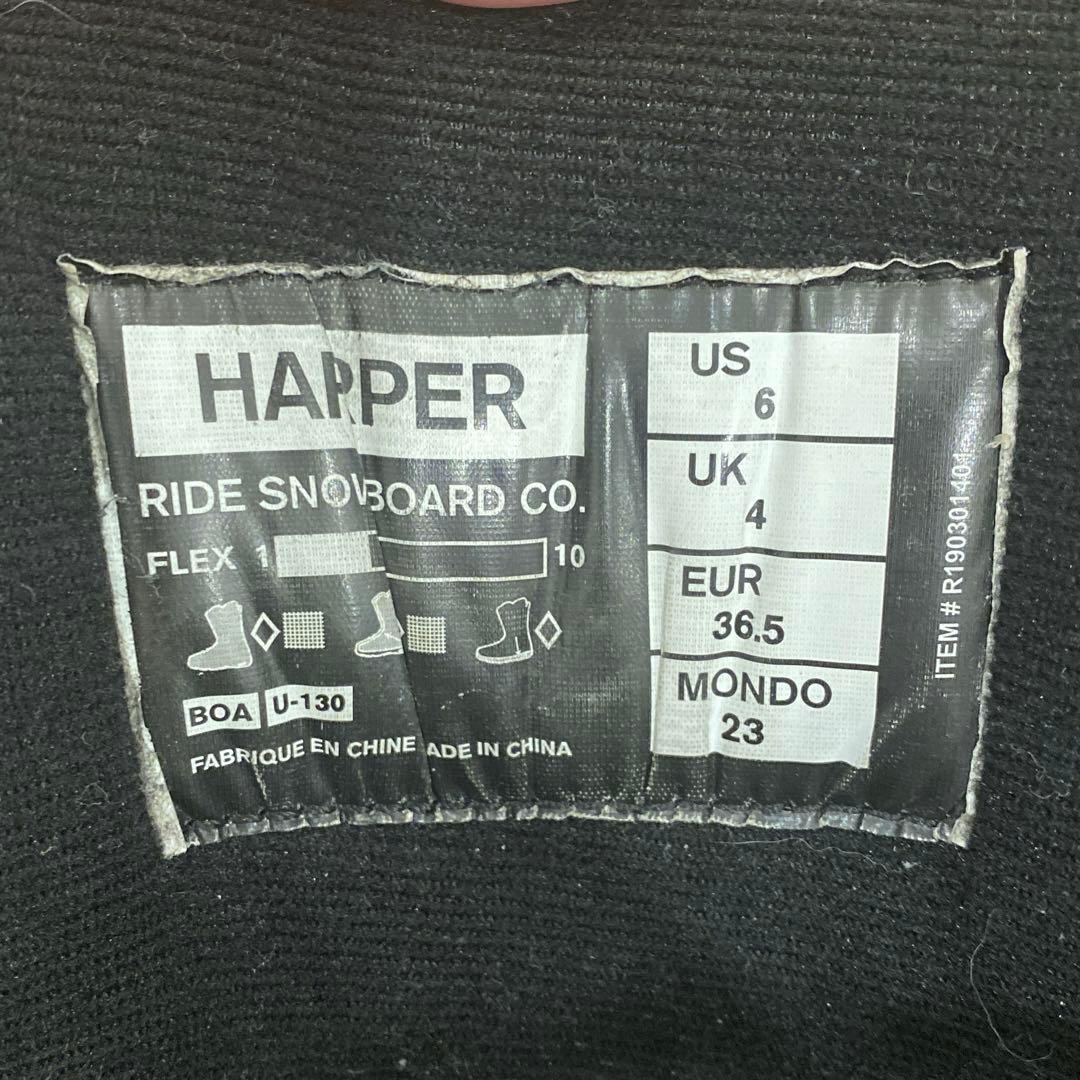 HARPER
RIDE SNOWBOARD CO.
FLEX 1 10
BOA U-130
FABRIQUE EN CHINE ADE IN CHINA
US
6
UK
4
EUR
36.5
MONDO
23
ITEM # R190301401